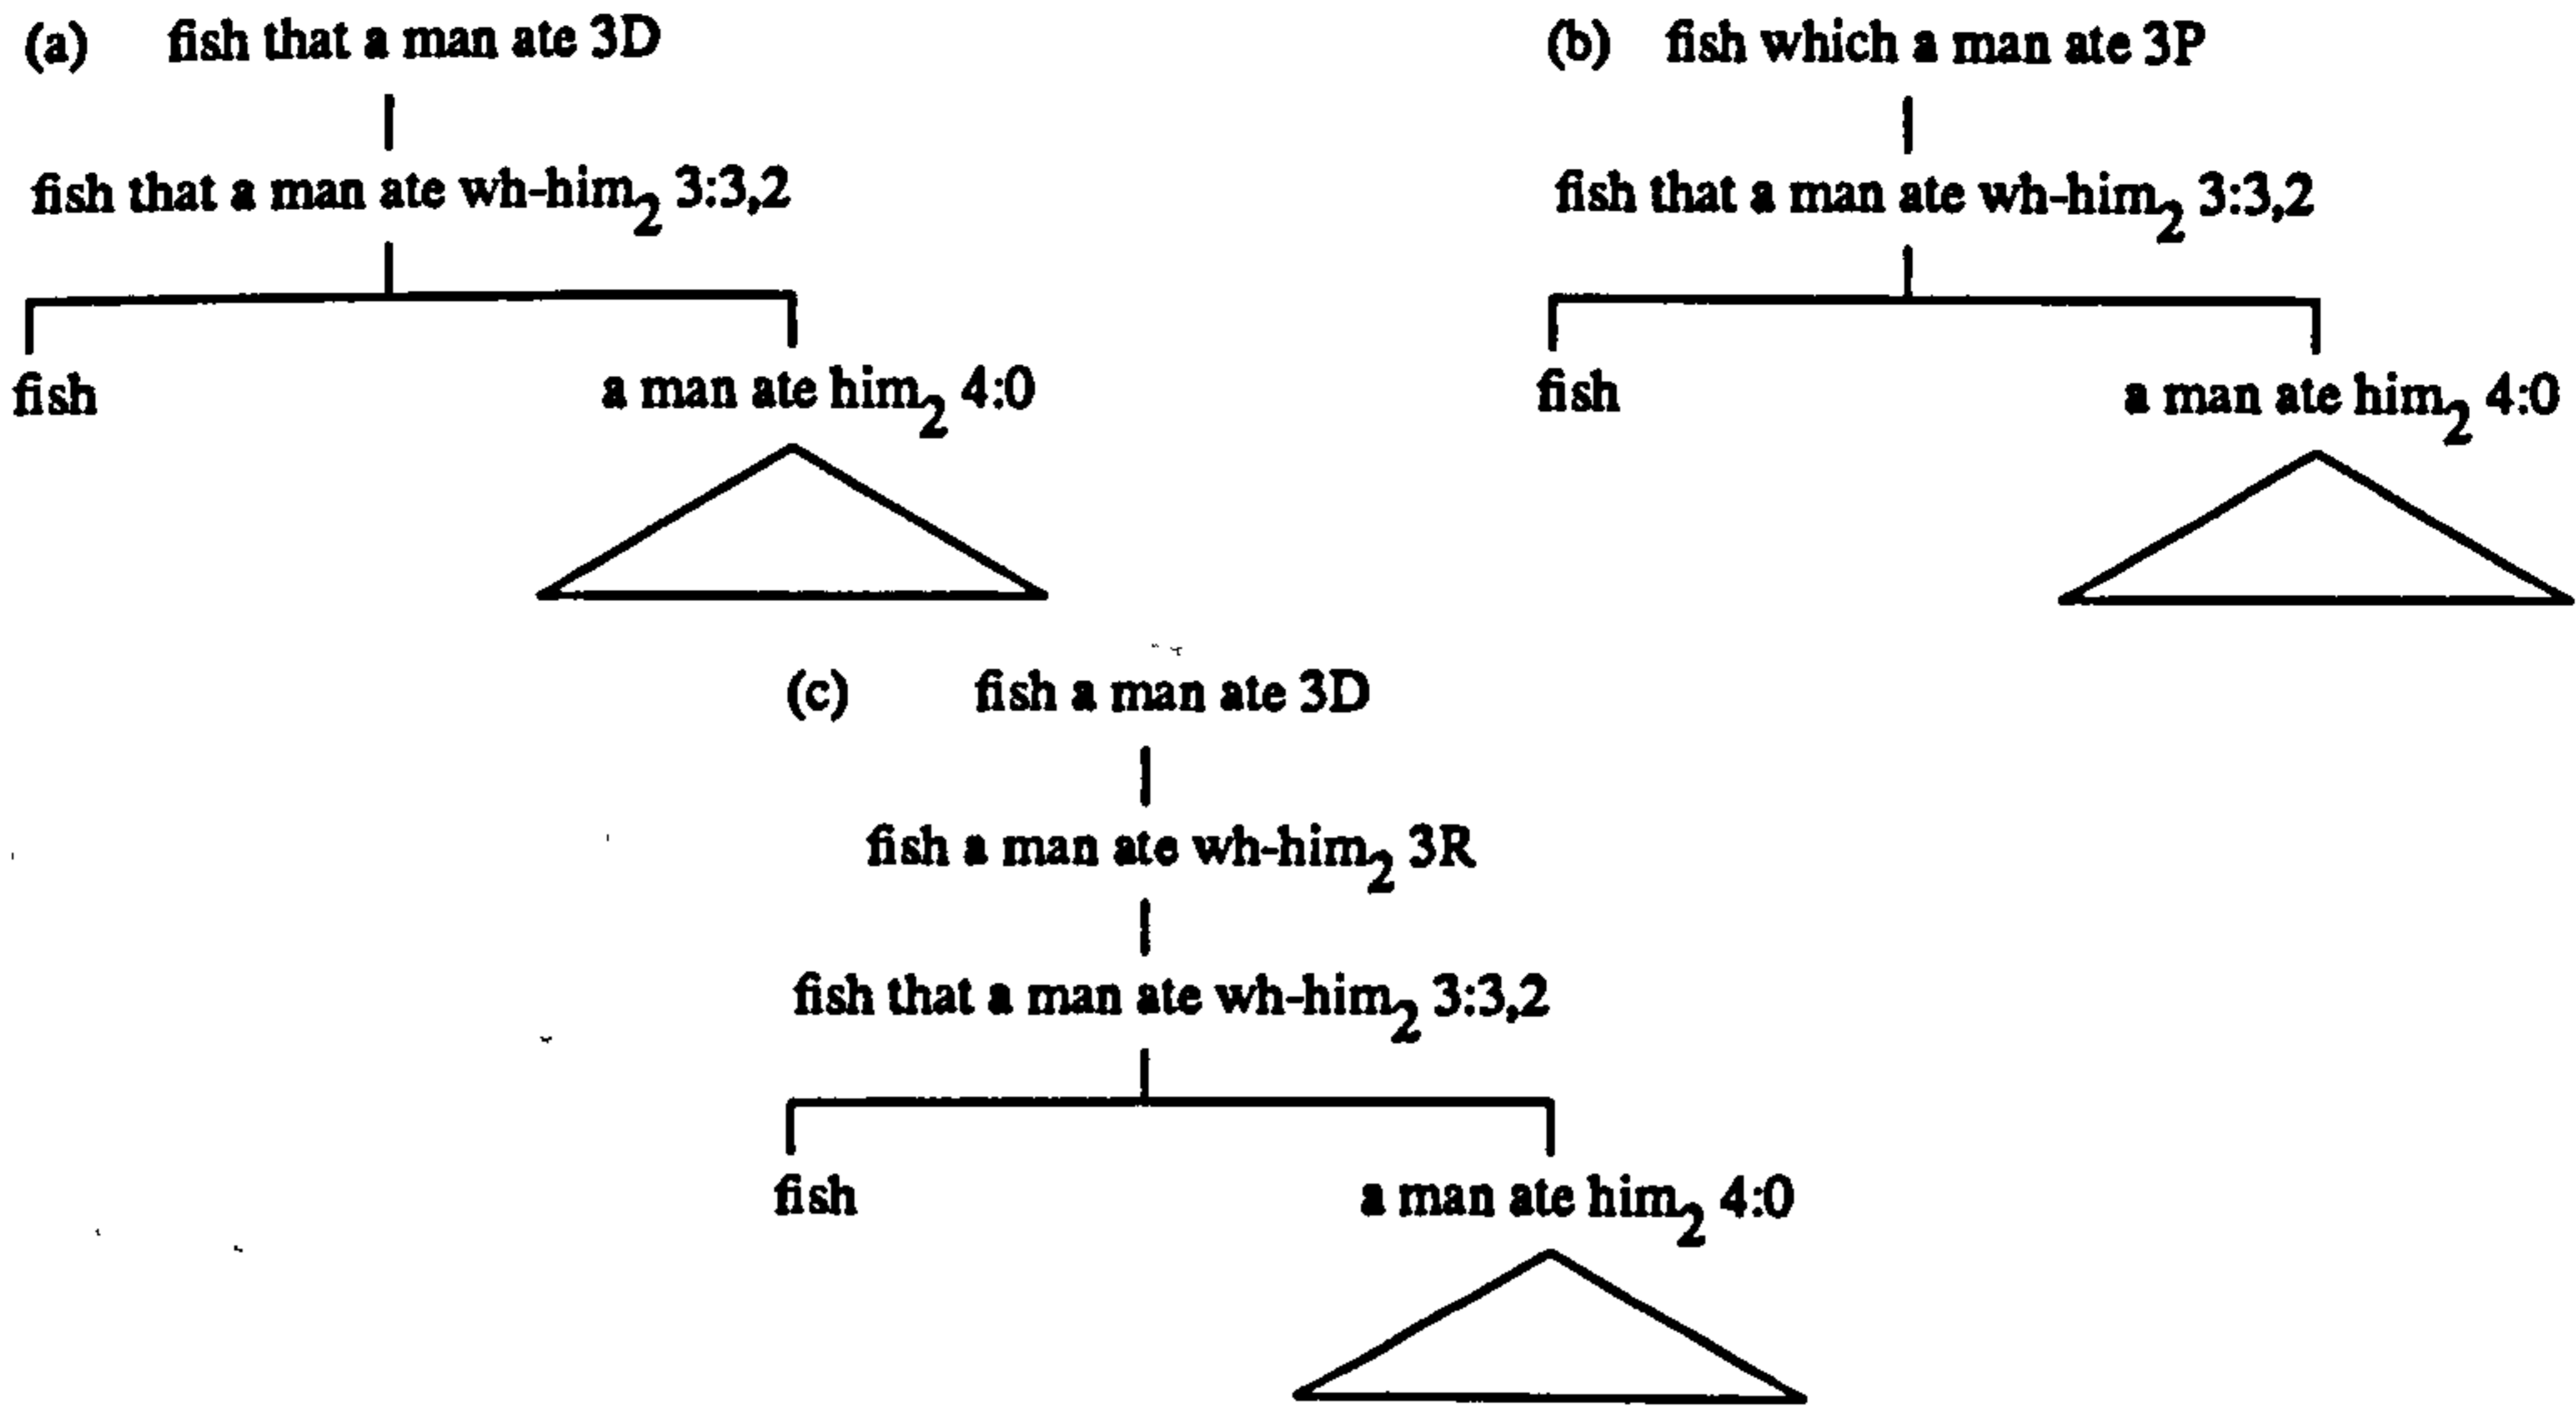 (a) fish that a man ate 3D
fish that a man ate wh-him₂ 3:3,2
fish
a man ate him₂ 4:0
(b) fish which a man ate 3P
fish that a man ate wh-him₂ 3:3,2
fish
a man ate him₂ 4:0
(c) fish a man ate 3D
fish a man ate wh-him₂ 3R
fish that a man ate wh-him₂ 3:3,2
fish
a man ate him₂ 4:0